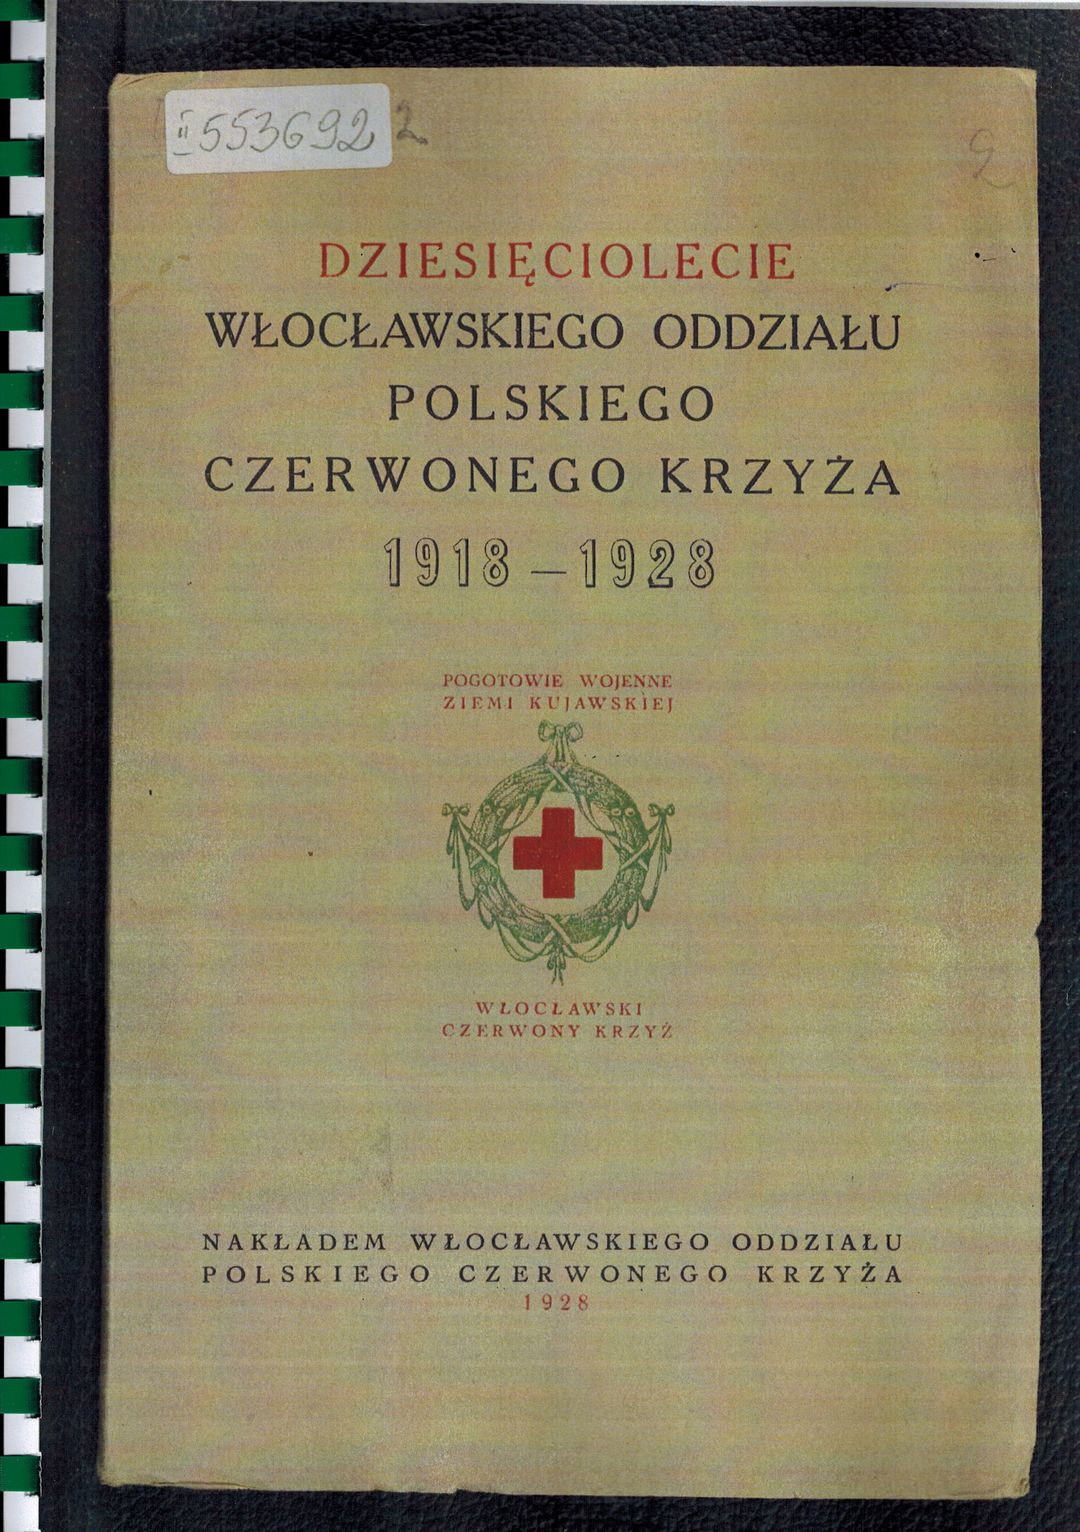 II 553692 2
2
DZIESIĘCIOLECIE
WŁOCŁAWSKIEGO ODDZIAŁU
POLSKIEGO
CZERWONEGO KRZYŻA
1918–1928
POGOTOWIE WOJENNE
ZIEMI KUJAWSKIEJ
WŁOCŁAWSKI
CZERWONY KRZYŻ
NAKŁADEM WŁOCŁAWSKIEGO ODDZIAŁU
POLSKIEGO CZERWONEGO KRZYŻA
1928